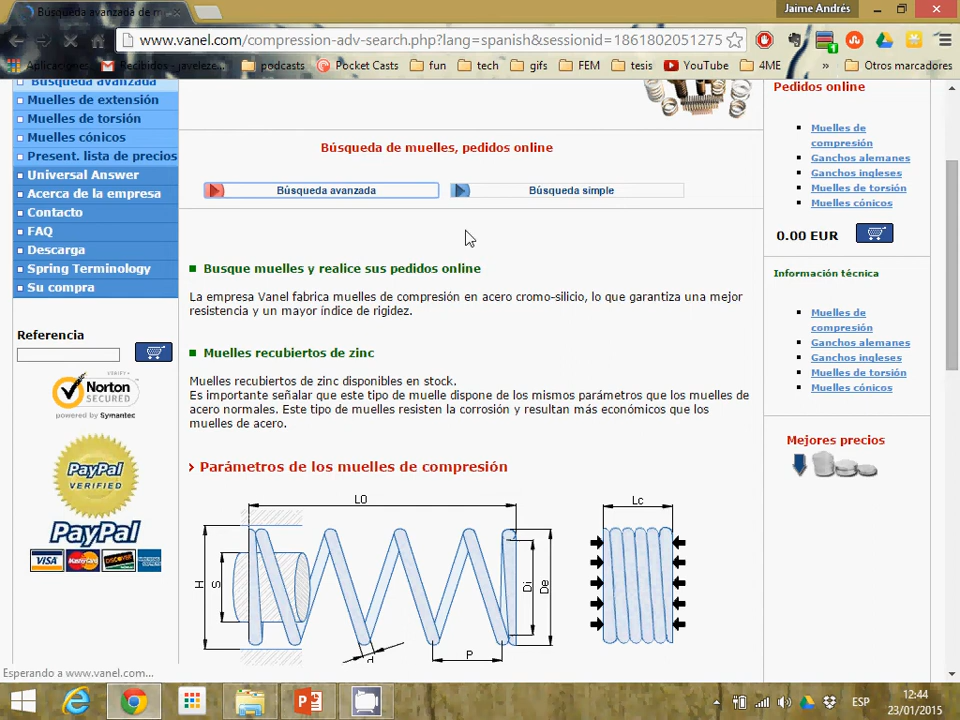 Búsqueda avanzada de m
Jaime Andrés
www.vanel.com/compression-adv-search.php?lang=spanish&sessionid=1861802051275
Aplicaciones
Recibidos - javeleze...
podcasts
Pocket Casts
fun
tech
gifs
FEM
tesis
YouTube
4ME
»
Otros marcadores
Búsqueda avanzada
Muelles de extensión
Muelles de torsión
Muelles cónicos
Present. lista de precios
Universal Answer
Acerca de la empresa
Contacto
FAQ
Descarga
Spring Terminology
Su compra
Referencia
VERIFY
Norton
SECURED
powered by Symantec
PayPal
VERIFIED
PayPal
VISA
MasterCard
DISCOVER
Búsqueda de muelles, pedidos online
Búsqueda avanzada
Búsqueda simple
Busque muelles y realice sus pedidos online
La empresa Vanel fabrica muelles de compresión en acero cromo-silicio, lo que garantiza una mejor
resistencia y un mayor índice de rigidez.
Muelles recubiertos de zinc
Muelles recubiertos de zinc disponibles en stock.
Es importante señalar que este tipo de muelle dispone de los mismos parámetros que los muelles de
acero normales. Este tipo de muelles resisten la corrosión y resultan más económicos que los
muelles de acero.
Parámetros de los muelles de compresión
L0
Lc
H
S
Di
De
d
P
Pedidos online
Muelles de
compresión
Ganchos alemanes
Ganchos ingleses
Muelles de torsión
Muelles cónicos
0.00 EUR
Información técnica
Muelles de
compresión
Ganchos alemanes
Ganchos ingleses
Muelles de torsión
Muelles cónicos
Mejores precios
Esperando a www.vanel.com...
ESP
12:44
23/01/2015